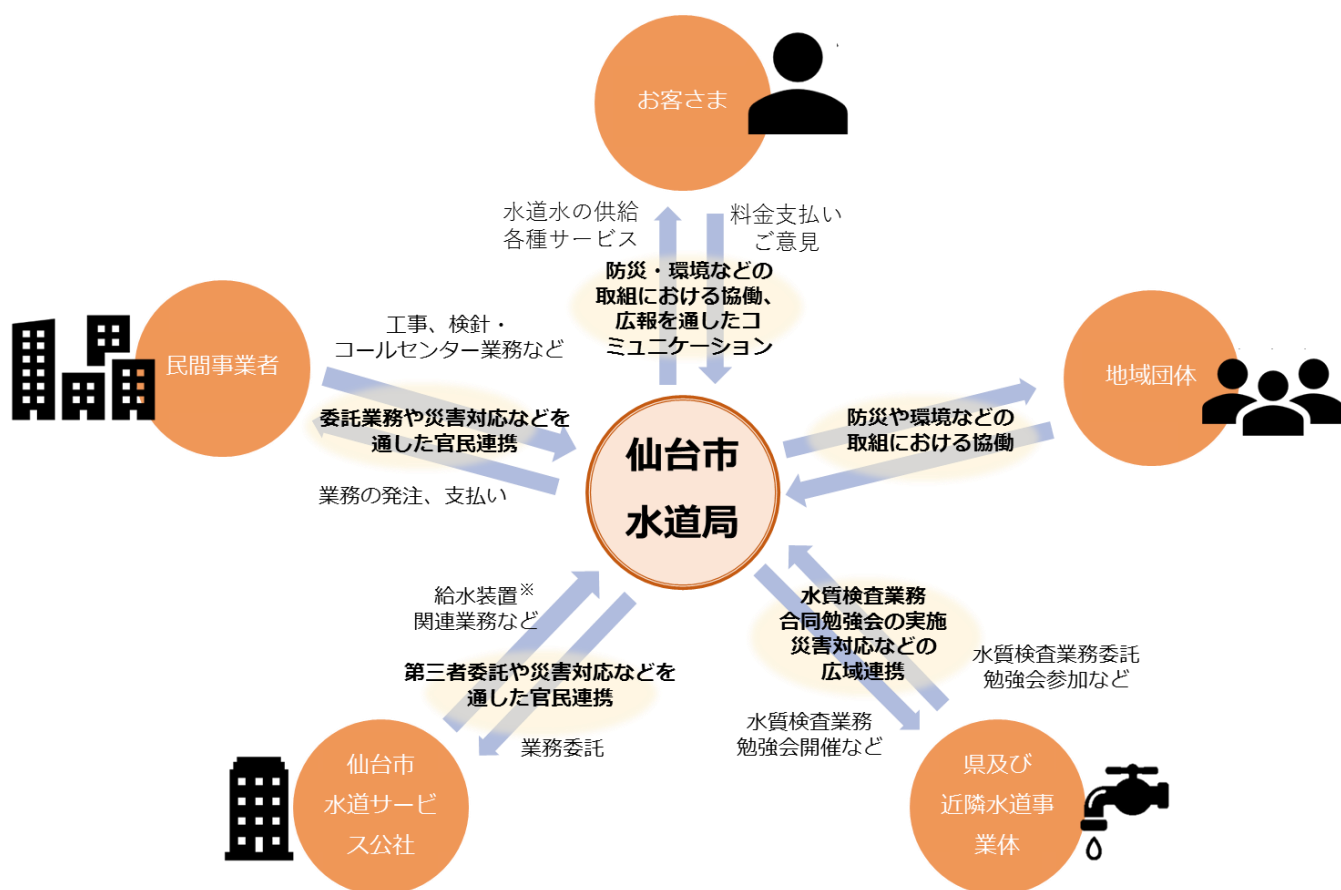 お客さま
水道水の供給
各種サービス
料金支払い
ご意見
防災・環境などの
取組における協働、
広報を通したコ
ミュニケーション
民間事業者
工事、検針・
コールセンター業務など
委託業務や災害対応などを
通した官民連携
業務の発注、支払い
地域団体
防災や環境などの
取組における協働
仙台市
水道局
給水装置※
関連業務など
第三者委託や災害対応などを
通した官民連携
業務委託
仙台市
水道サービ
ス公社
水質検査業務
合同勉強会の実施
災害対応などの
広域連携
水質検査業務委託
勉強会参加など
水質検査業務
勉強会開催など
県及び
近隣水道事
業体